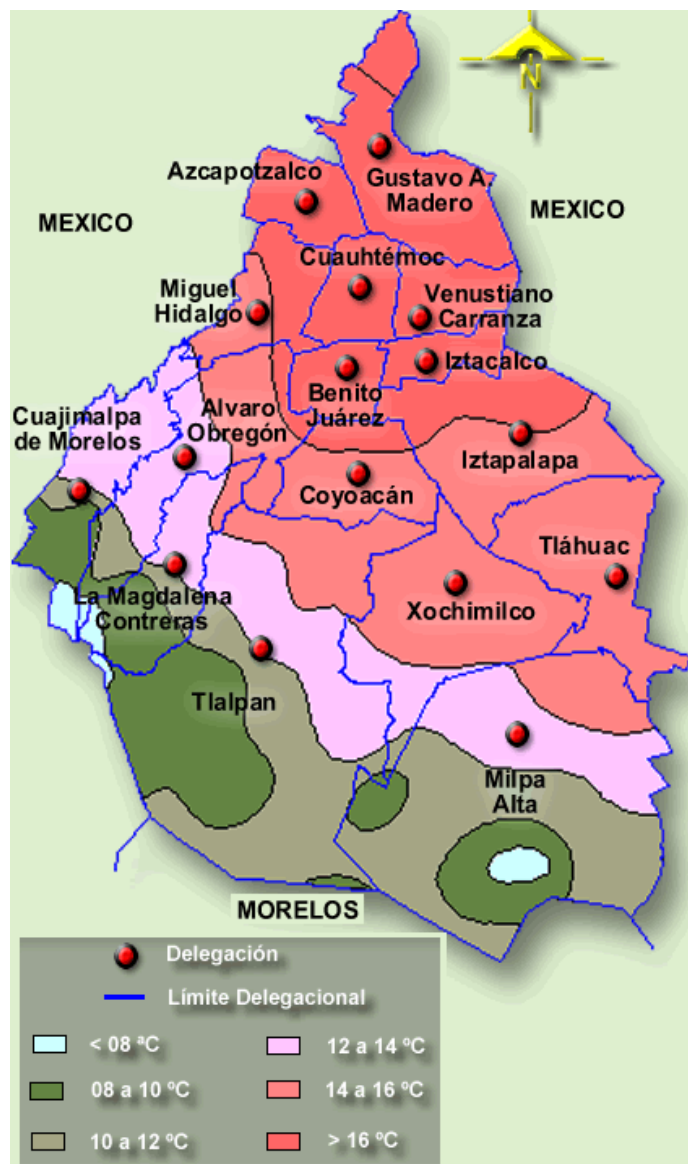 N
Azcapotzalco
Gustavo A.
Madero
MEXICO
MEXICO
Cuauhtémoc
Miguel
Hidalgo
Venustiano
Carranza
Iztacalco
Benito
Juárez
Alvaro
Obregón
Cuajimalpa
de Morelos
Iztapalapa
Coyoacán
Tláhuac
Xochimilco
La Magdalena
Contreras
Tlalpan
Milpa
Alta
MORELOS
Delegación
Límite Delegacional
< 08 ªC
12 a 14 ºC
08 a 10 ºC
14 a 16 ºC
10 a 12 ºC
> 16 ºC